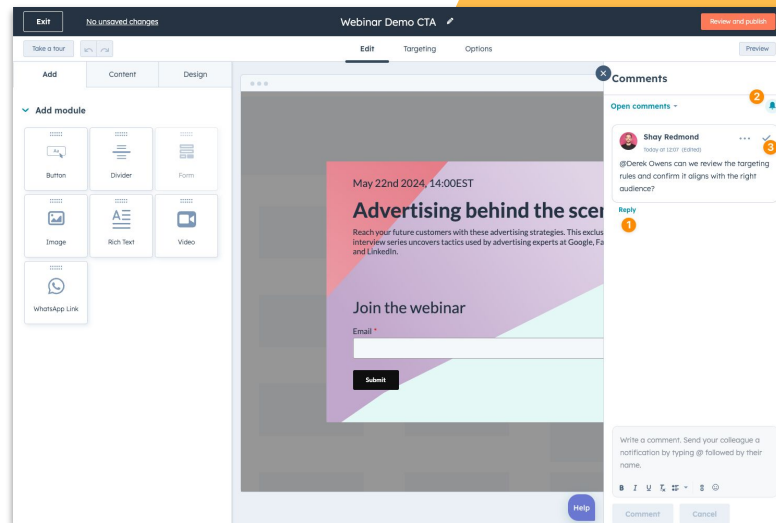 Exit
No unsaved changes
Webinar Demo CTA
Review and publish
Take a tour
Edit
Targeting
Options
Preview
Add
Content
Design
Add module
Button
Divider
Form
Image
Rich Text
Video
WhatsApp Link
May 22nd 2024, 14:00EST
Advertising behind the scer
Reach your future customers with these advertising strategies. This exclus
interview series uncovers tactics used by advertising experts at Google, Fa
and LinkedIn.
Join the webinar
Email *
Submit
Help
Comments
Open comments
2
Shay Redmond
Today at 12:07 (Edited)
3
@Derek Owens can we review the targeting
rules and confirm it aligns with the right
audience?
Reply
1
Write a comment. Send your colleague a
notification by typing @ followed by their
name.
B I U Tx
Comment
Cancel